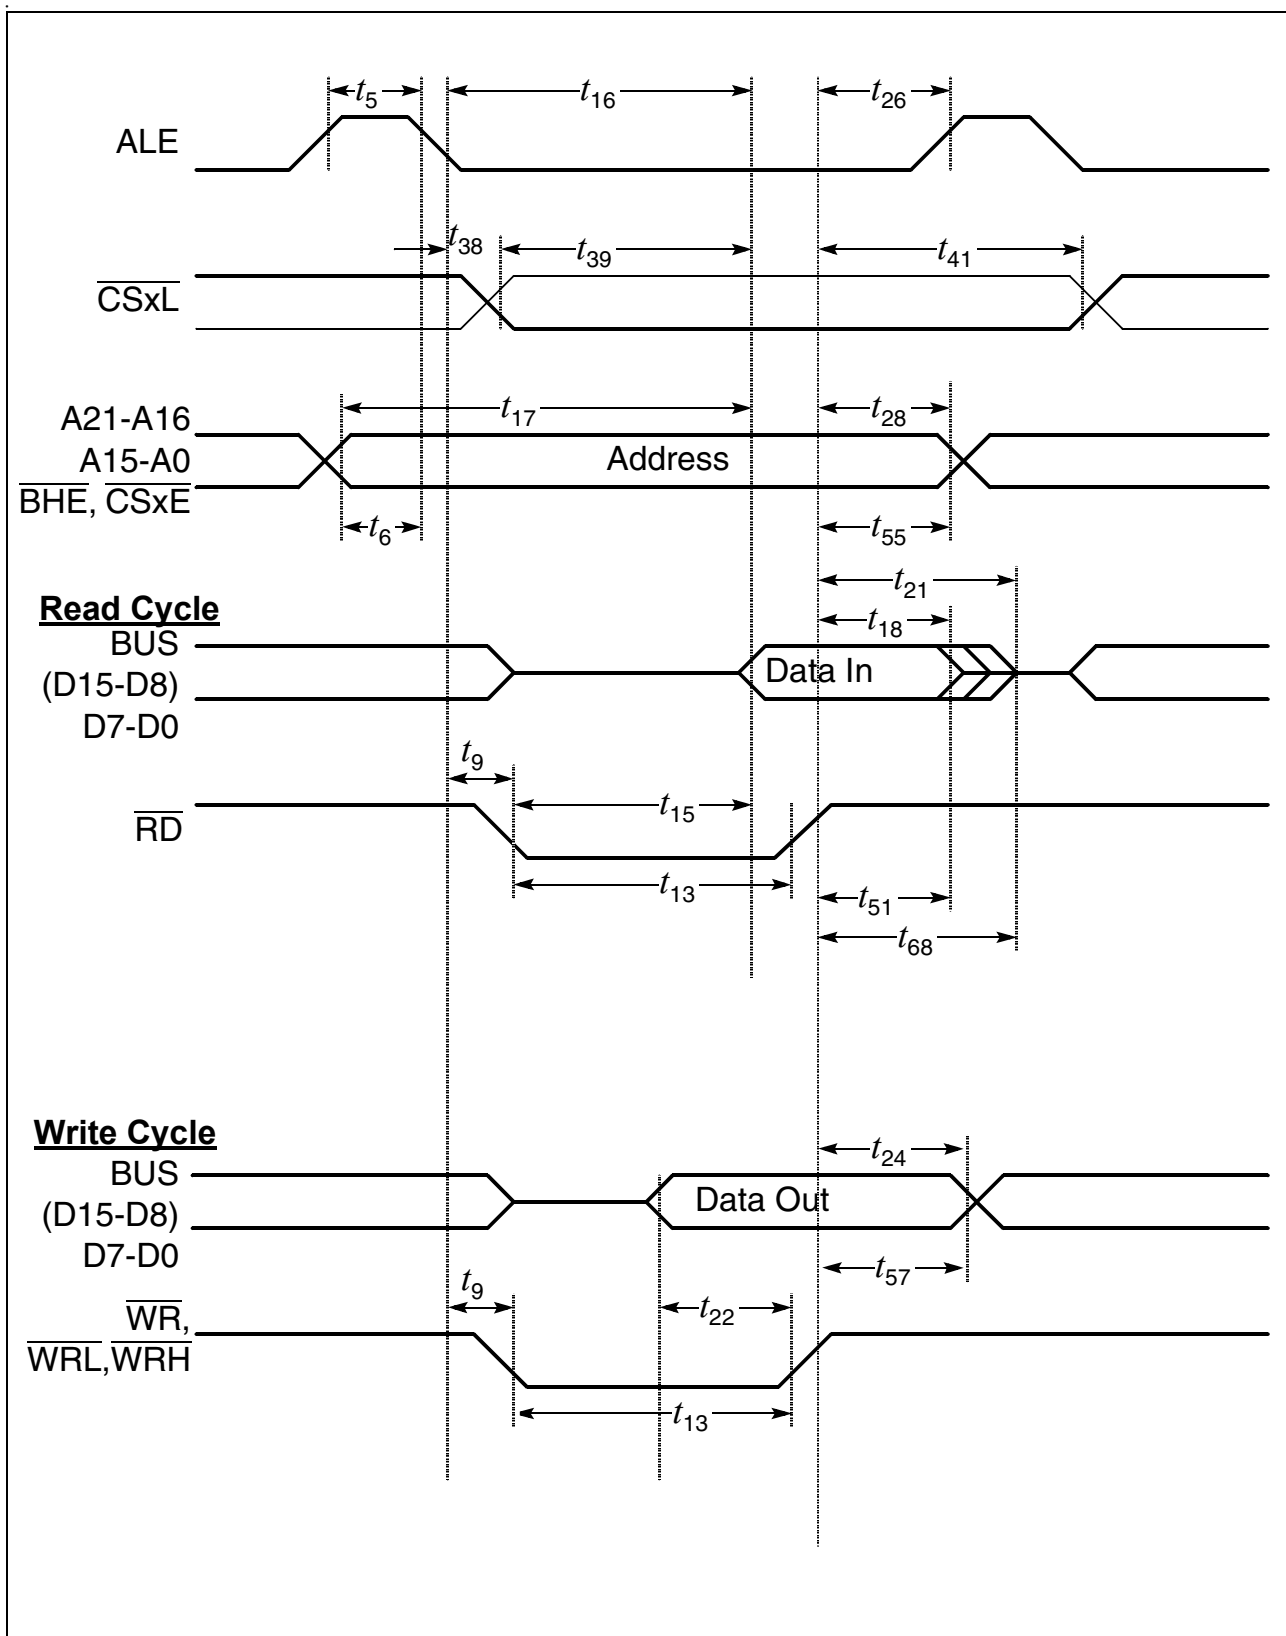 t5 t16 t26
ALE
t38 t39 t41
CSxL
A21-A16
t17 t28
A15-A0
Address
BHE, CSxE
t6 t55
t21
Read Cycle
t18
BUS
(D15-D8)
Data In
D7-D0
t9
t15
RD
t13 t51
t68
Write Cycle
t24
BUS
(D15-D8)
Data Out
D7-D0
t57
t9 t22
WR,
WRL,WRH
t13